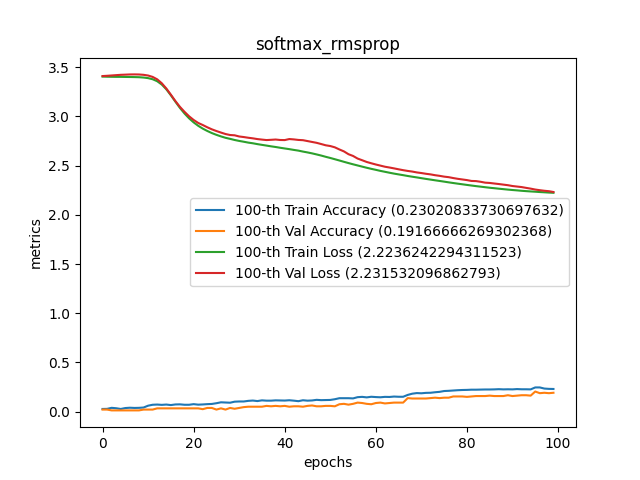 softmax_rmsprop
3.5
3.0
2.5
2.0
1.5
1.0
0.5
0.0
metrics
100-th Train Accuracy (0.23020833730697632)
100-th Val Accuracy (0.19166666269302368)
100-th Train Loss (2.2236242294311523)
100-th Val Loss (2.231532096862793)
0 20 40 60 80 100
epochs